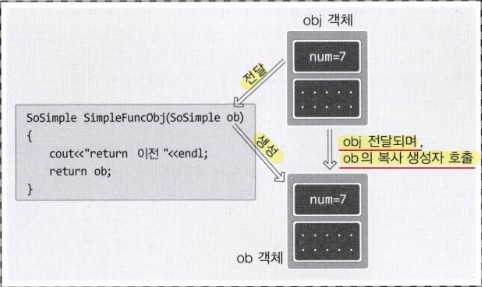 obj 객체
num=7
전달
SoSimple SimpleFuncObj(SoSimple ob)
{
cout<<"return 이전 "<<endl;
return ob;
}
생성
obj 전달되며,
ob의 복사 생성자 호출
num=7
ob 객체